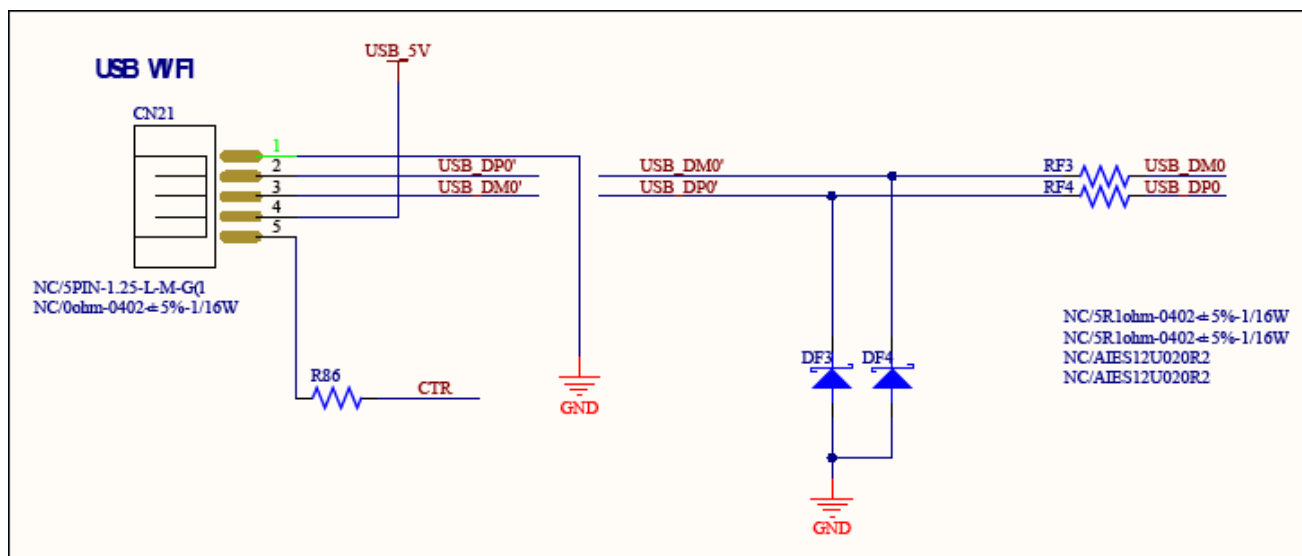 USB_5V
USB WIFI
CN21
1
2
3
4
5
USB_DP0'
USB_DM0'
USB_DM0'
USB_DP0'
RF3
RF4
USB_DM0
USB_DP0
NC/5PIN-1.25-L-M-G(1
NC/0ohm-0402-±5%-1/16W
R86
CTR
GND
DF3
DF4
GND
NC/5R1ohm-0402-±5%-1/16W
NC/5R1ohm-0402-±5%-1/16W
NC/AIES12U020R2
NC/AIES12U020R2